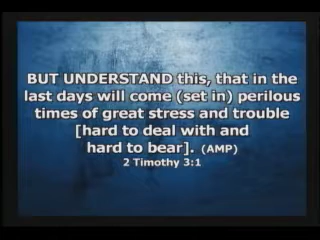 BUT UNDERSTAND this, that in the
last days will come (set in) perilous
times of great stress and trouble
[hard to deal with and
hard to bear]. (AMP)
2 Timothy 3:1